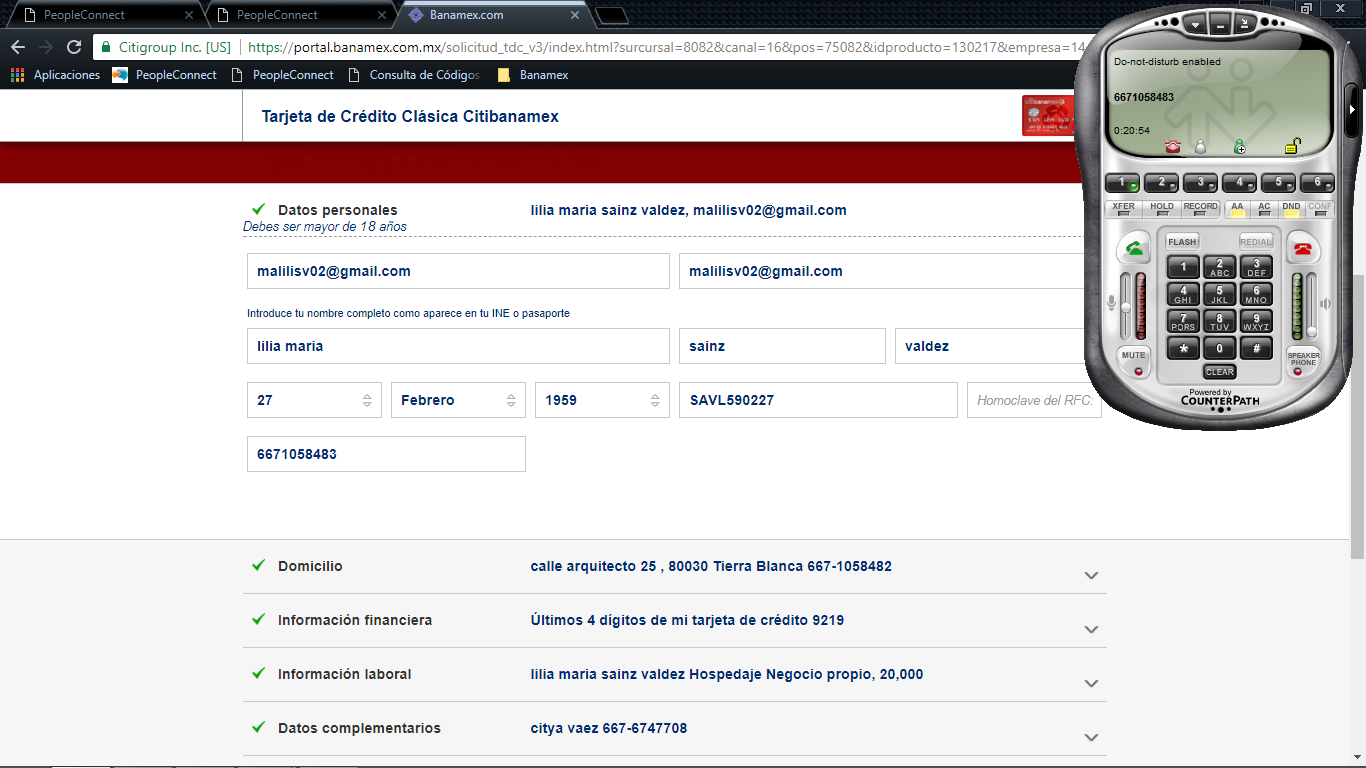 PeopleConnect
PeopleConnect
Banamex.com
Citigroup Inc. [US]
https://portal.banamex.com.mx/solicitud_tdc_v3/index.html?surcursal=8082&canal=16&pos=75082&idproducto=130217&empresa=14
Aplicaciones PeopleConnect PeopleConnect Consulta de Códigos Banamex
Tarjeta de Crédito Clásica Citibanamex
Datos personales lilia maria sainz valdez, malilisv02@gmail.com
Debes ser mayor de 18 años
malilisv02@gmail.com malilisv02@gmail.com
Introduce tu nombre completo como aparece en tu INE o pasaporte
lilia maria sainz valdez
27 Febrero 1959 SAVL590227 Homoclave del RFC:
6671058483
Domicilio calle arquitecto 25 , 80030 Tierra Blanca 667-1058482
Información financiera Últimos 4 dígitos de mi tarjeta de crédito 9219
Información laboral lilia maria sainz valdez Hospedaje Negocio propio, 20,000
Datos complementarios citya vaez 667-6747708
Do-not-disturb enabled
6671058483
0:20:54
1 2 3 4 5 6
XFER HOLD RECORD AA AC DND CONF
FLASH REDIAL
1 2 ABC 3 DEF
4 GHI 5 JKL 6 MNO
7 PQRS 8 TUV 9 WXYZ
* 0 #
MUTE CLEAR SPEAKER PHONE
Powered by
COUNTERPATH